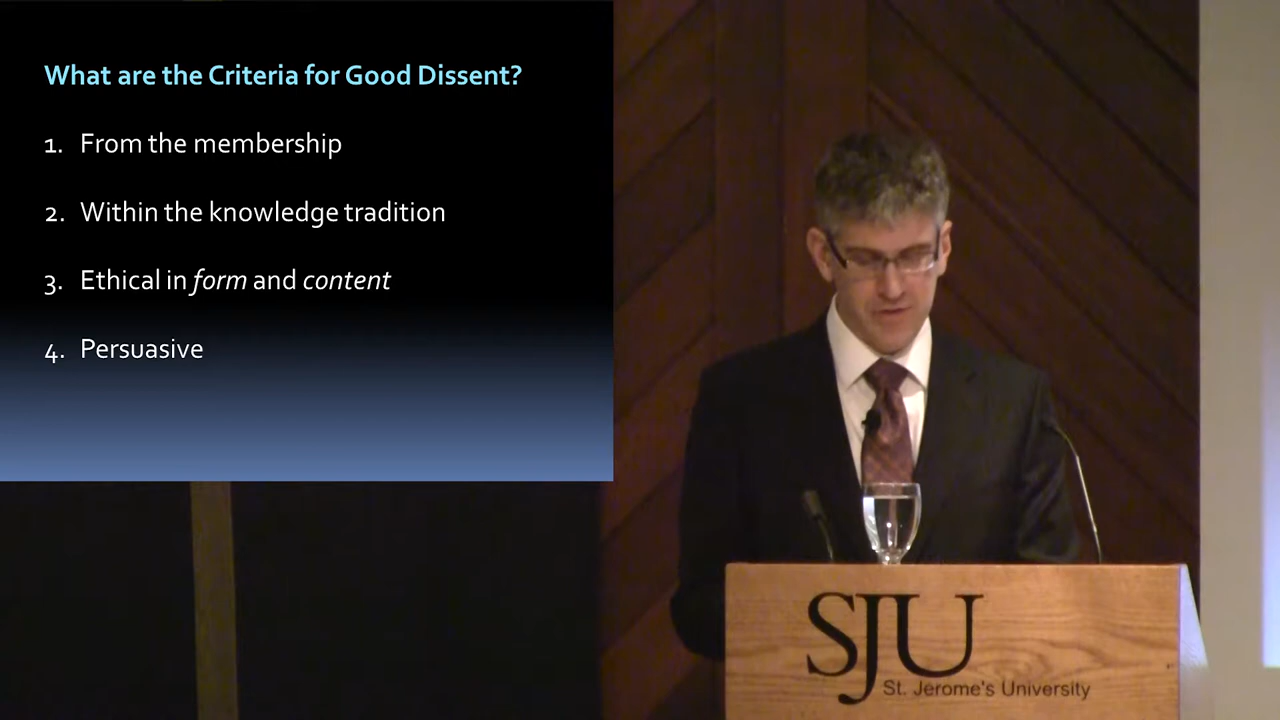 What are the Criteria for Good Dissent?
1. From the membership
2. Within the knowledge tradition
3. Ethical in form and content
4. Persuasive
SJU
St. Jerome's University